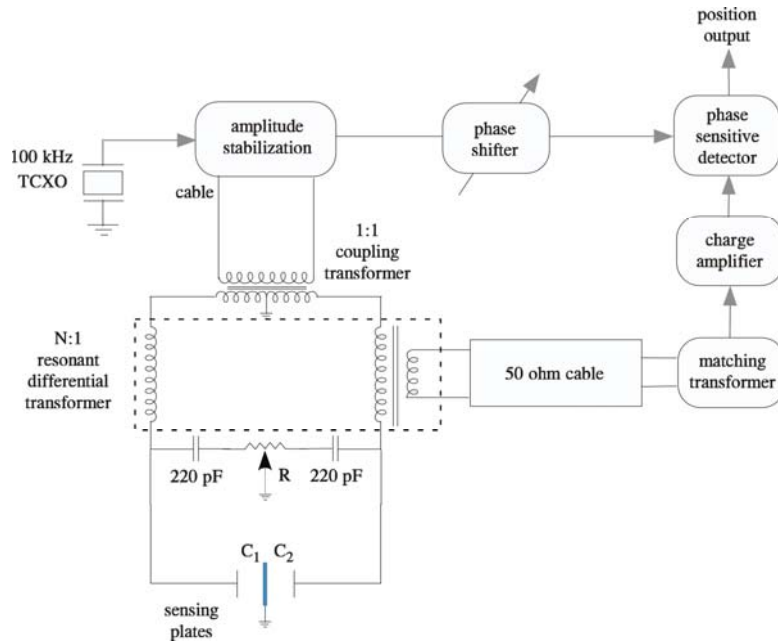 position
output
amplitude
stabilization
phase
shifter
phase
sensitive
detector
100 kHz
TCXO
cable
1:1
coupling
transformer
charge
amplifier
N:1
resonant
differential
transformer
50 ohm cable
matching
transformer
220 pF
R
220 pF
C1
C2
sensing
plates